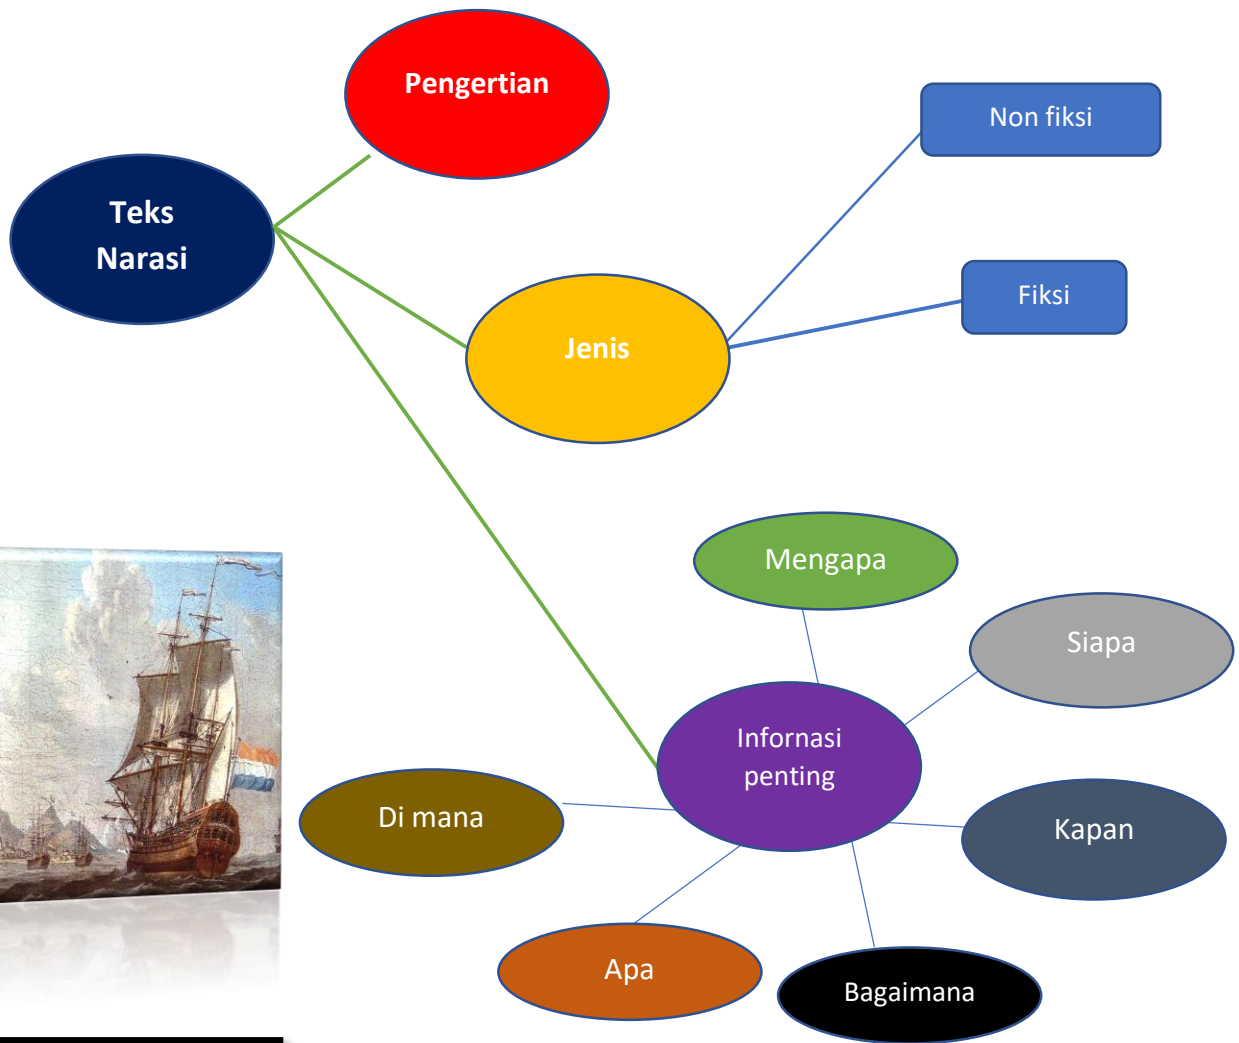 Pengertian
Non fiksi
Teks
Narasi
Fiksi
Jenis
Mengapa
Siapa
Infornasi
penting
Di mana
Kapan
Apa
Bagaimana